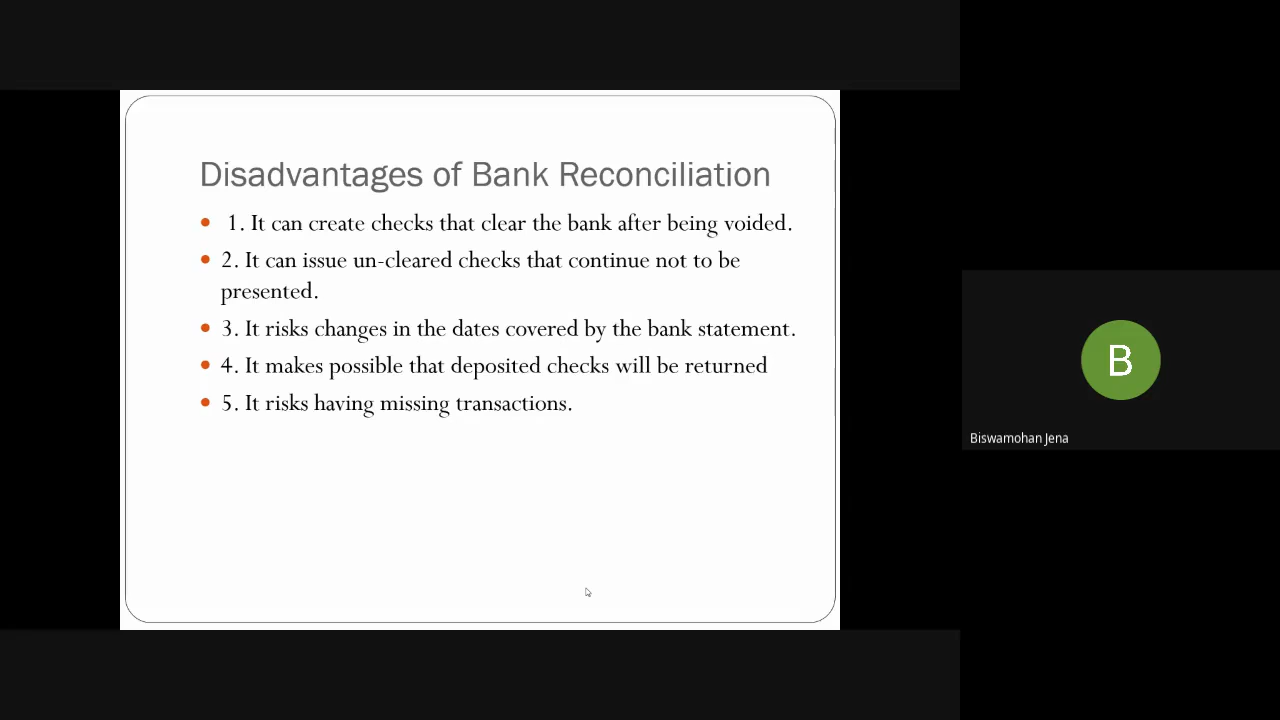 Disadvantages of Bank Reconciliation
• 1. It can create checks that clear the bank after being voided.
• 2. It can issue un-cleared checks that continue not to be
presented.
• 3. It risks changes in the dates covered by the bank statement.
• 4. It makes possible that deposited checks will be returned
• 5. It risks having missing transactions.
B
Biswamohan Jena